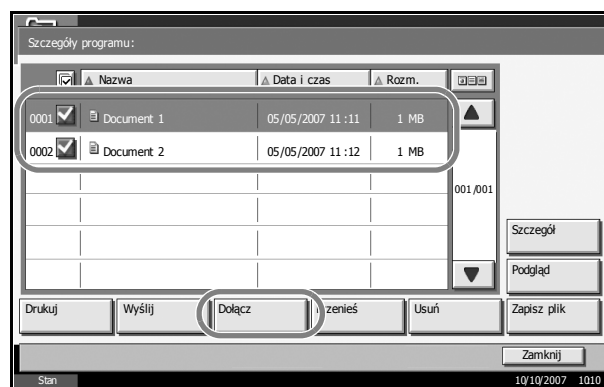 Szczegóły programu:
Nazwa Data i czas Rozm.
0001 Document 1 05/05/2007 11:11 1 MB
0002 Document 2 05/05/2007 11:12 1 MB
001/001
Szczegół
Podgląd
Drukuj Wyślij Dołącz Usuń Zapisz plik
Zamknij
Stan 10/10/2007 1010